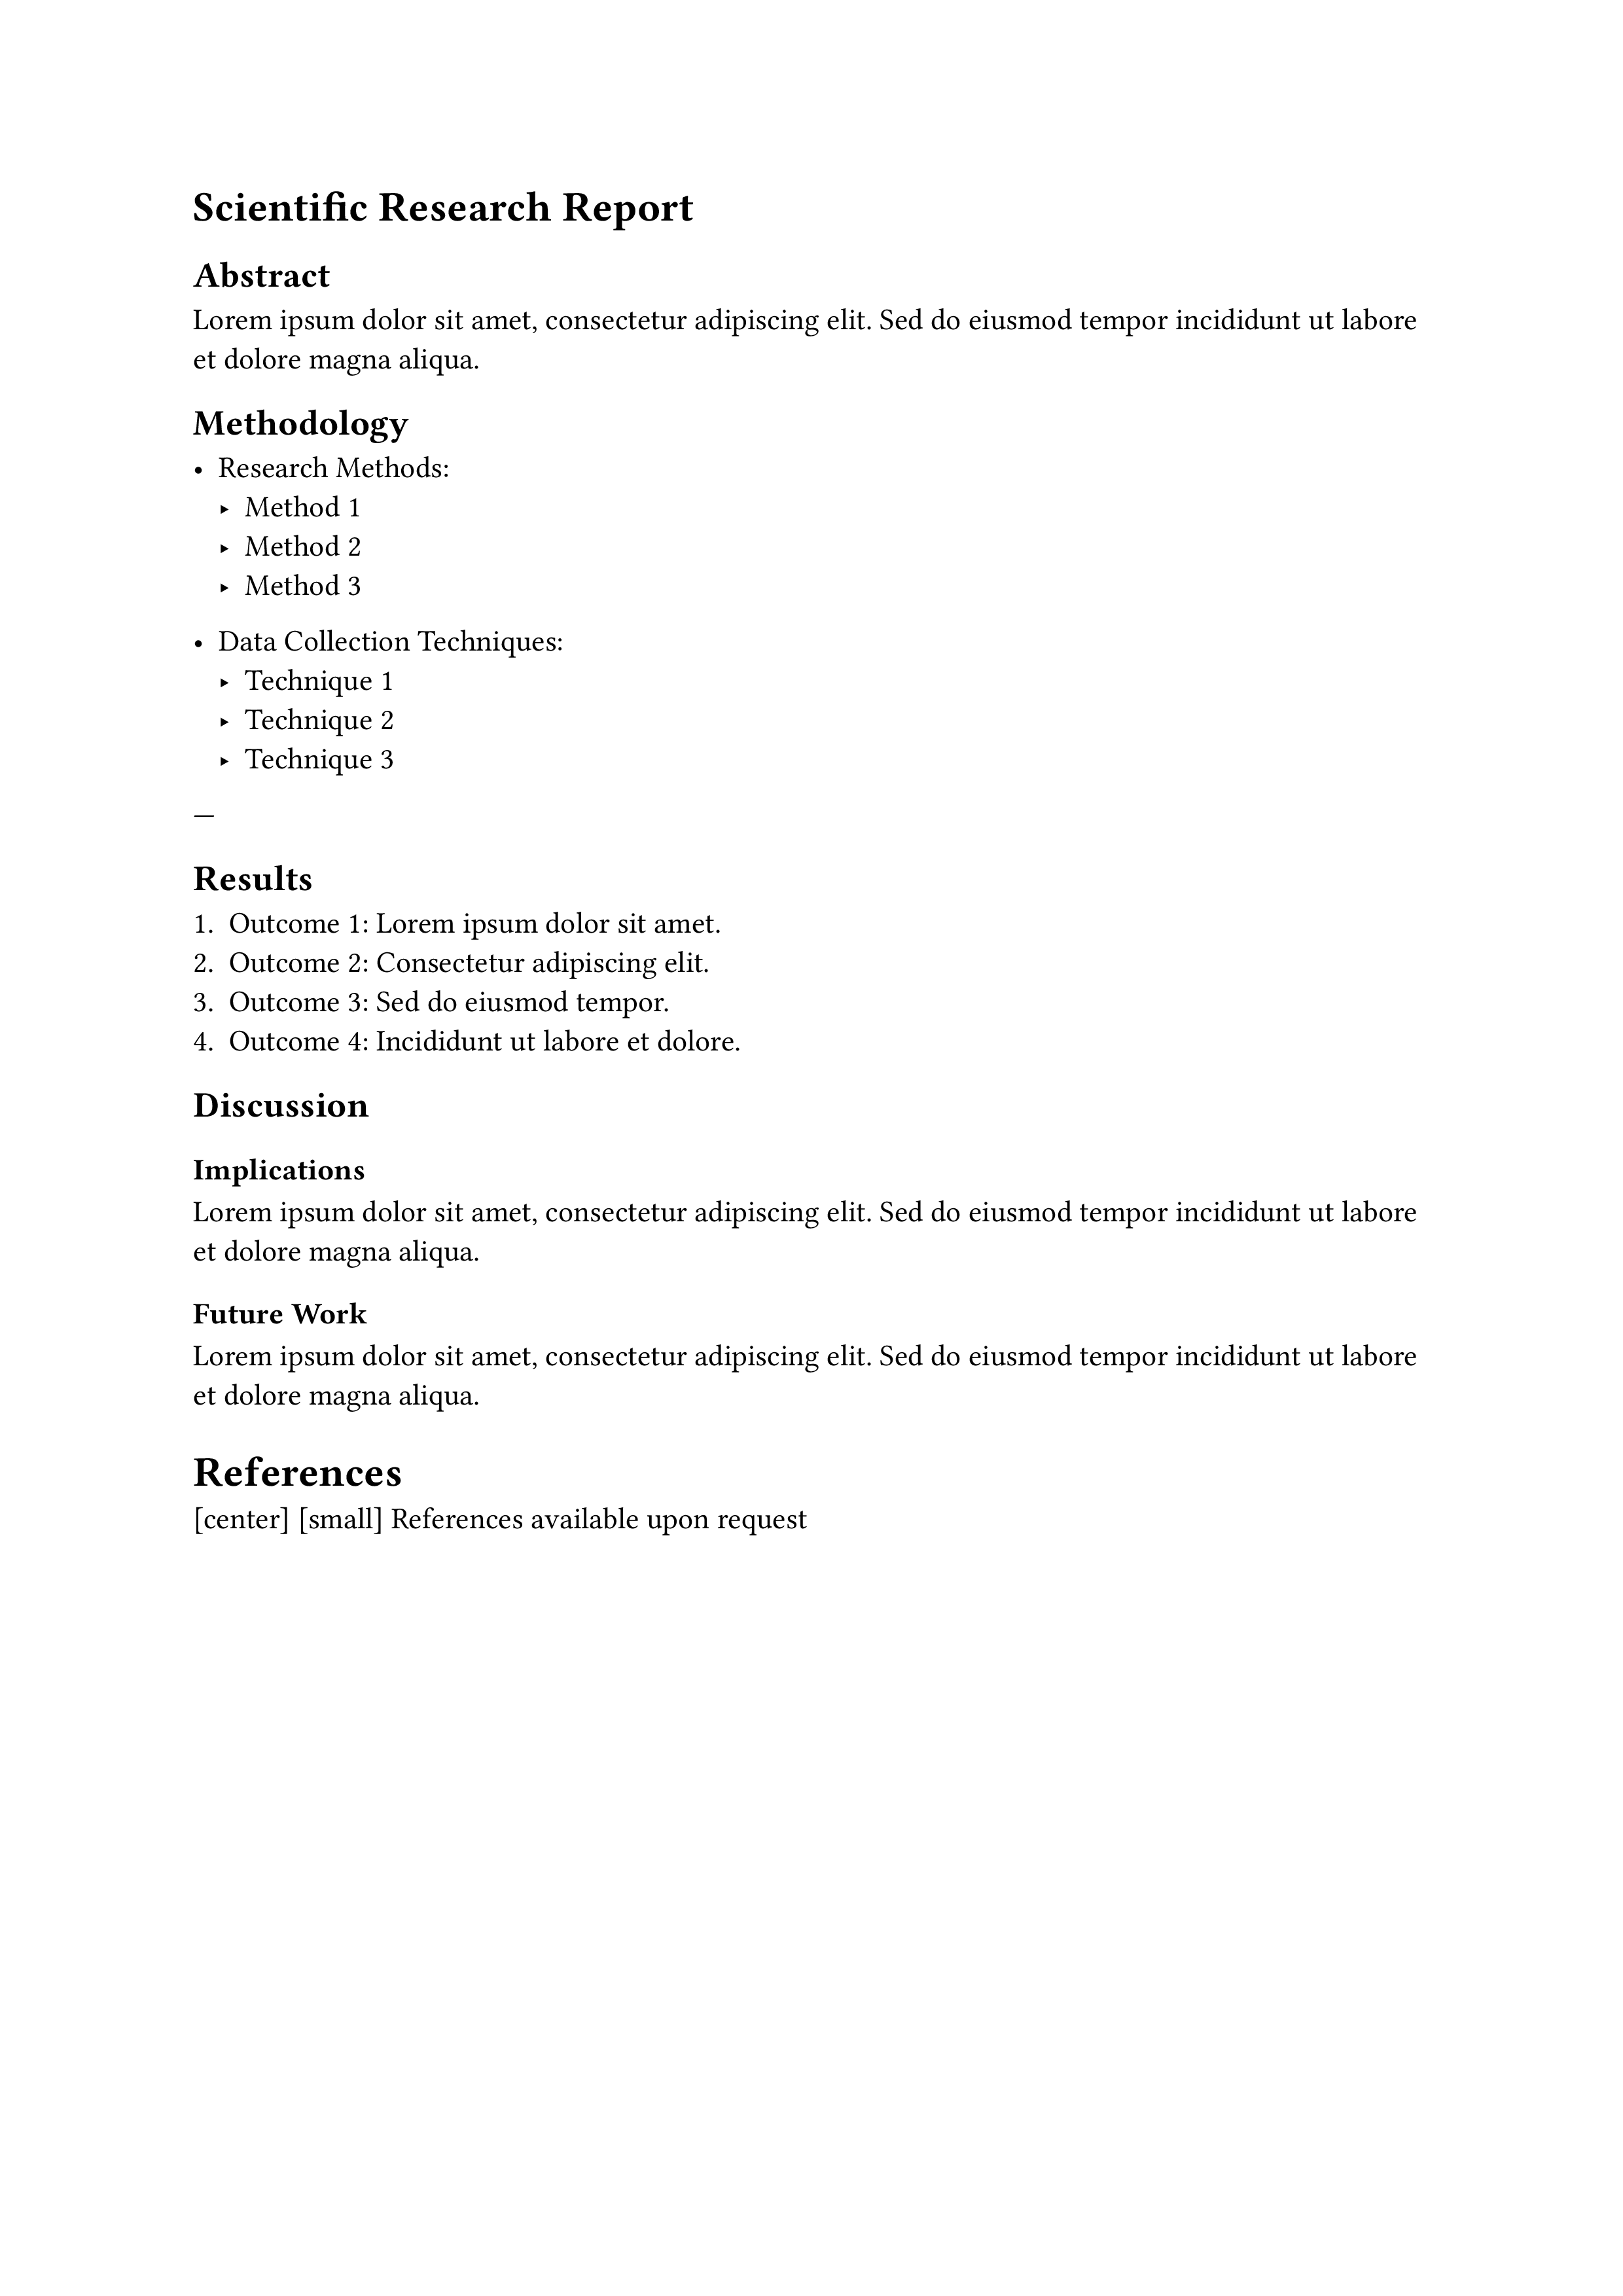 Scientific Research Report
Abstract
Lorem ipsum dolor sit amet, consectetur adipiscing elit. Sed do eiusmod tempor incididunt ut labore
et dolore magna aliqua.
Methodology
• Research Methods:
‣ Method 1
‣ Method 2
‣ Method 3
• Data Collection Techniques:
‣ Technique 1
‣ Technique 2
‣ Technique 3
—
Results
1. Outcome 1: Lorem ipsum dolor sit amet.
2. Outcome 2: Consectetur adipiscing elit.
3. Outcome 3: Sed do eiusmod tempor.
4. Outcome 4: Incididunt ut labore et dolore.
Discussion
Implications
Lorem ipsum dolor sit amet, consectetur adipiscing elit. Sed do eiusmod tempor incididunt ut labore
et dolore magna aliqua.
Future Work
Lorem ipsum dolor sit amet, consectetur adipiscing elit. Sed do eiusmod tempor incididunt ut labore
et dolore magna aliqua.
References
[center] [small] References available upon request